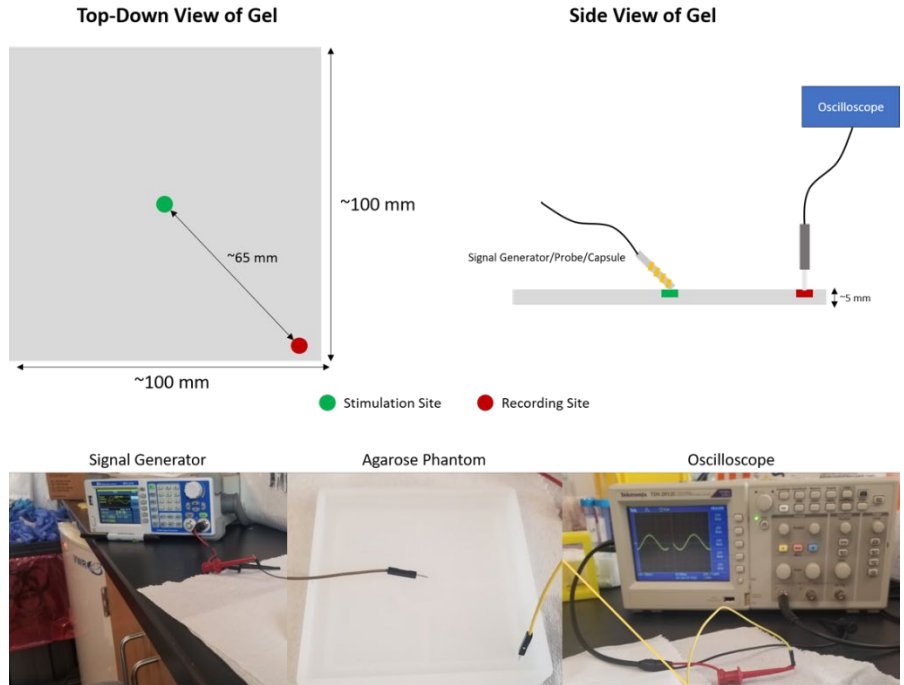 Top-Down View of Gel
Side View of Gel
Oscilloscope
~100 mm
~65 mm
Signal Generator/Probe/Capsule
~5 mm
~100 mm
Stimulation Site
Recording Site
Signal Generator
Agarose Phantom
Oscilloscope
Tektronix